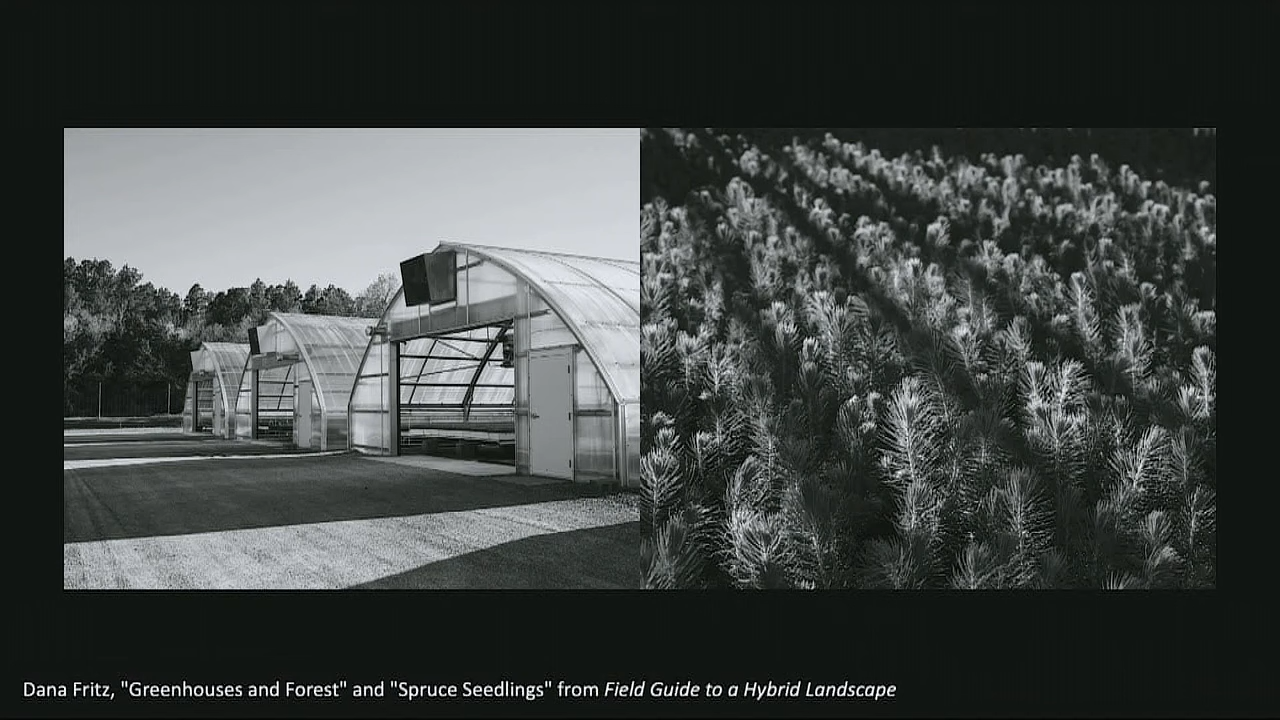 Dana Fritz, "Greenhouses and Forest" and "Spruce Seedlings" from Field Guide to a Hybrid Landscape